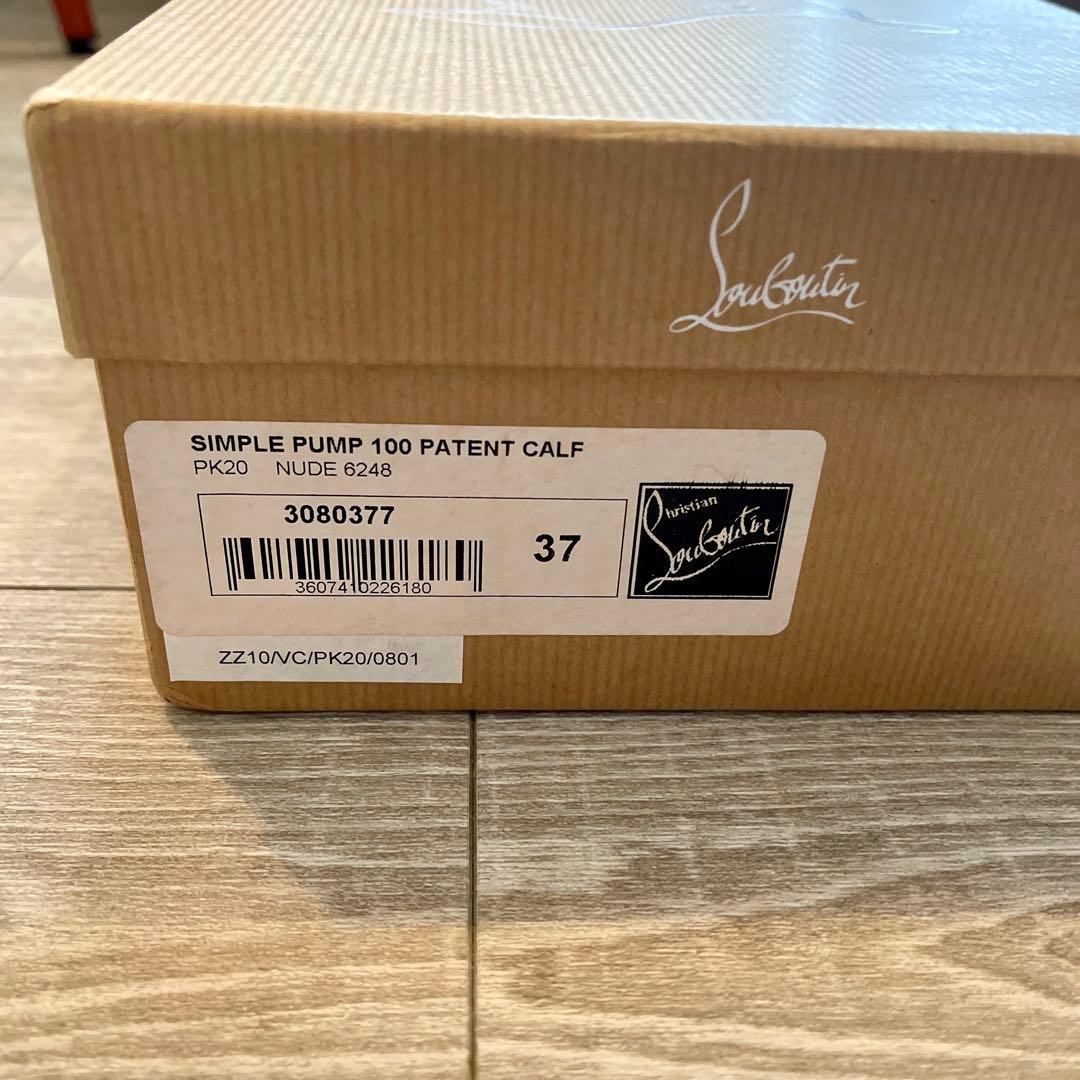 Louboutin
SIMPLE PUMP 100 PATENT CALF
PK20 NUDE 6248
3080377
37
3607410226180
Christian
Louboutin
ZZ10/VC/PK20/0801